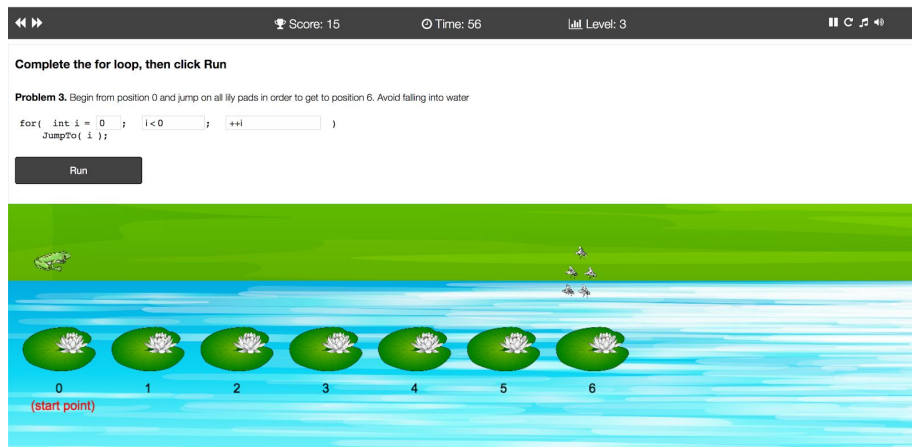 Score: 15 Time: 56 Level: 3
Complete the for loop, then click Run
Problem 3. Begin from position 0 and jump on all lily pads in order to get to position 6. Avoid falling into water
for( int i = 0 ; i < 0 ; ++i )
JumpTo( i );
Run
0 1 2 3 4 5 6
(start point)